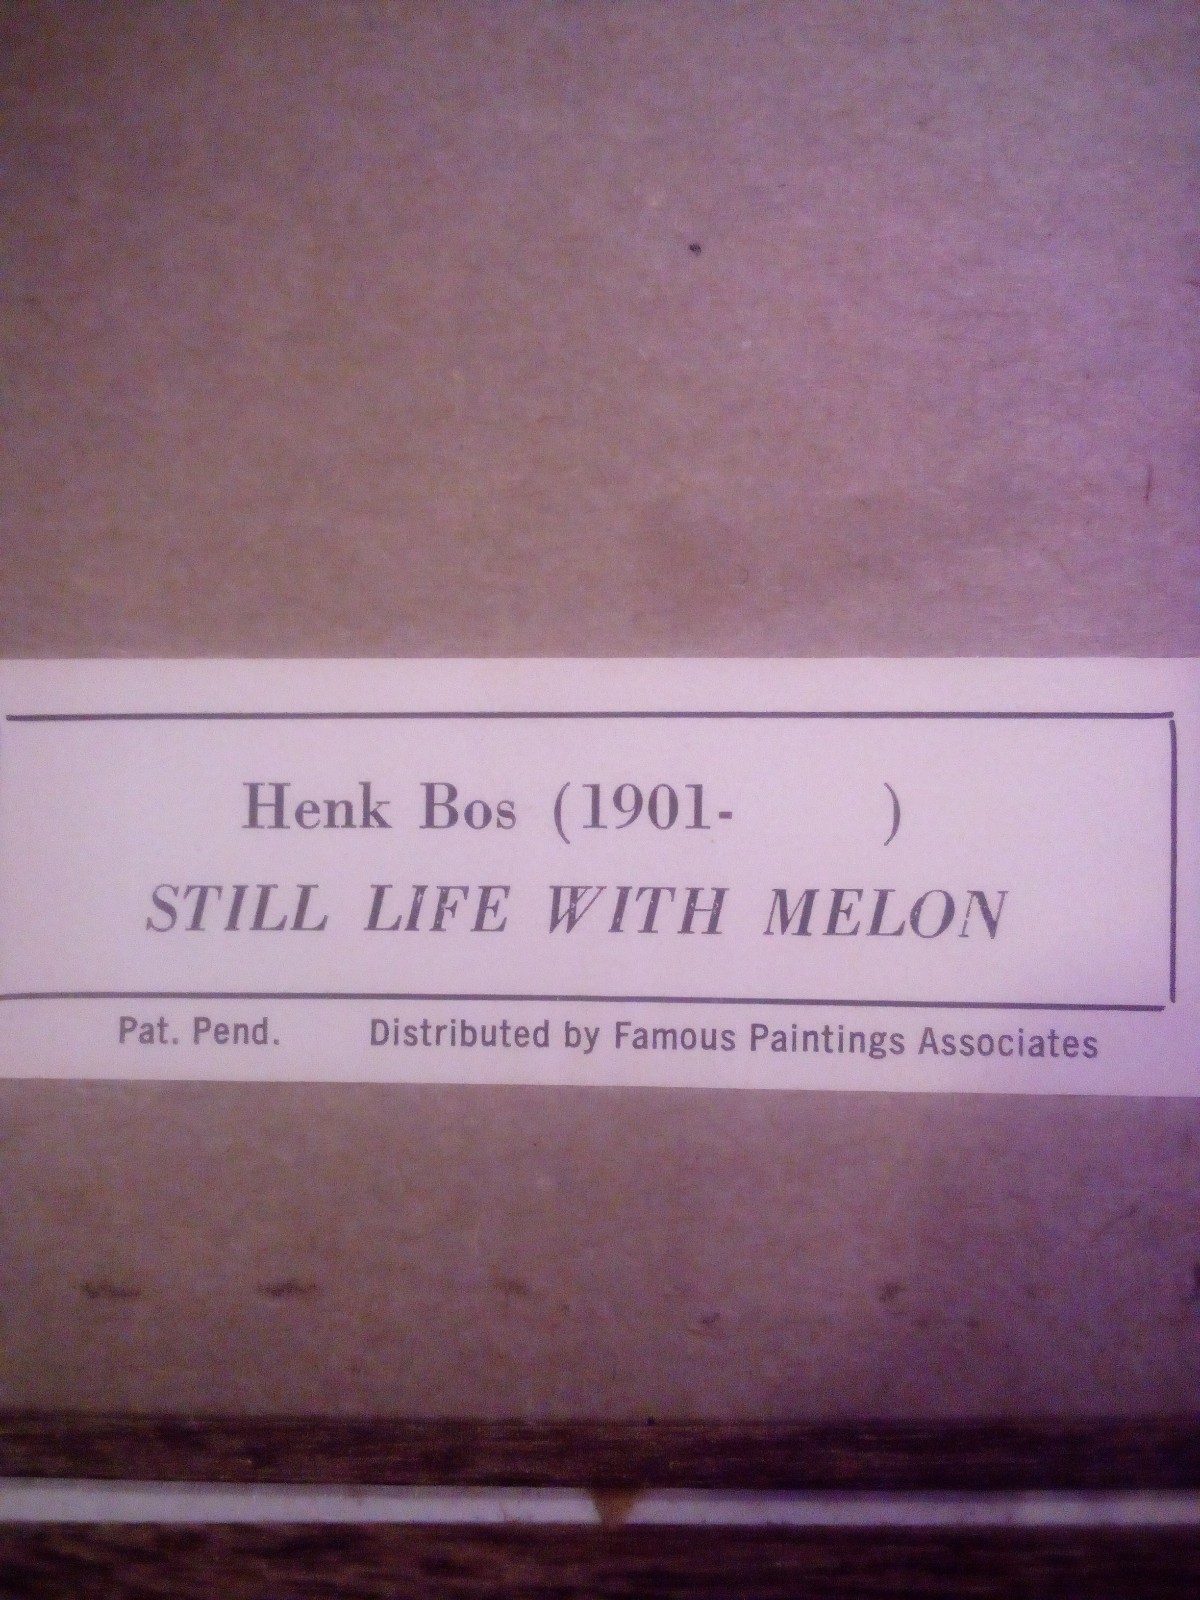 Henk Bos (1901-      )
STILL LIFE WITH MELON
Pat. Pend.    Distributed by Famous Paintings Associates